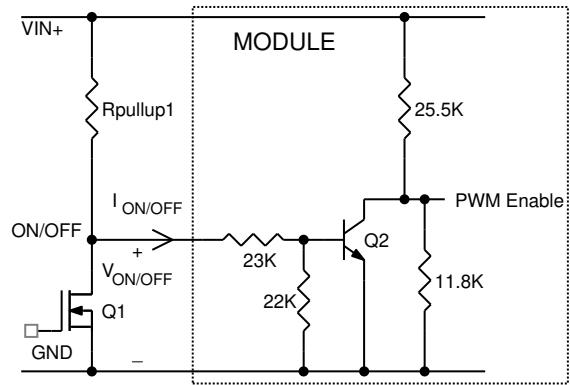 VIN+
MODULE
Rpullup1
25.5K
I ON/OFF
PWM Enable
ON/OFF
+
Q2
23K
V ON/OFF
22K
11.8K
Q1
GND
_